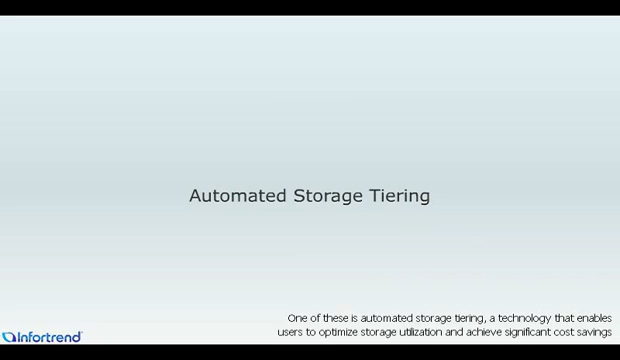 Automated Storage Tiering
One of these is automated storage tiering, a technology that enables
users to optimize storage utilization and achieve significant cost savings
Infortrend